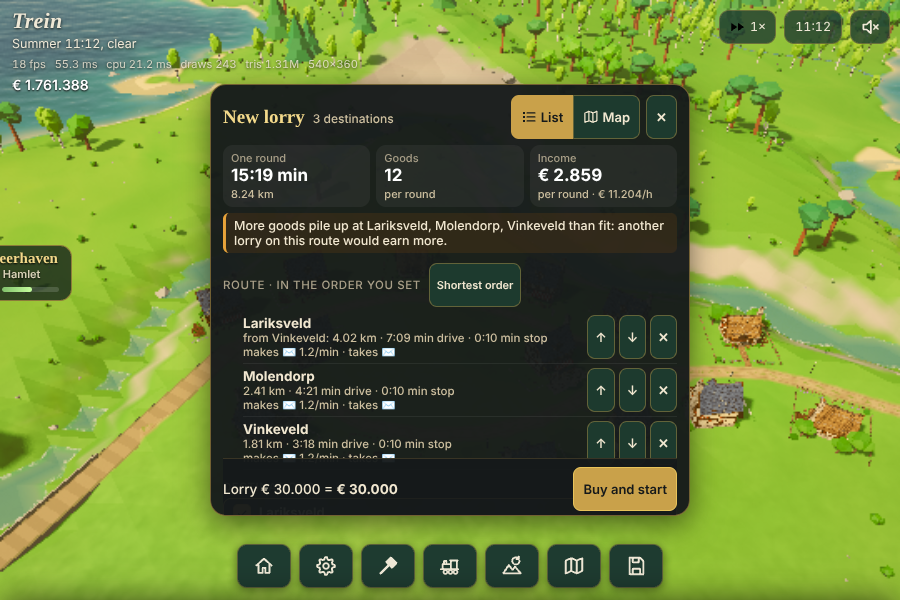 Trein
Summer 11:12, clear
18 fps 55.3 ms cpu 21.2 ms draws 243 tris 1.31M 540×360
€ 1.761.388
1×
11:12
New lorry 3 destinations
List
Map
One round
15:19 min
8.24 km
Goods
12
per round
Income
€ 2.859
per round · € 11.204/h
More goods pile up at Lariksveld, Molendorp, Vinkeveld than fit: another
lorry on this route would earn more.
eerhaven
Hamlet
ROUTE · IN THE ORDER YOU SET
Shortest order
Lariksveld
from Vinkeveld: 4.02 km · 7:09 min drive · 0:10 min stop
makes ✉️ 1.2/min · takes ✉️
Molendorp
2.41 km · 4:21 min drive · 0:10 min stop
makes ✉️ 1.2/min · takes ✉️
Vinkeveld
1.81 km · 3:18 min drive · 0:10 min stop
makes ✉️ 1.2/min · takes ✉️
Lorry € 30.000 = € 30.000
Buy and start
Lariksveld